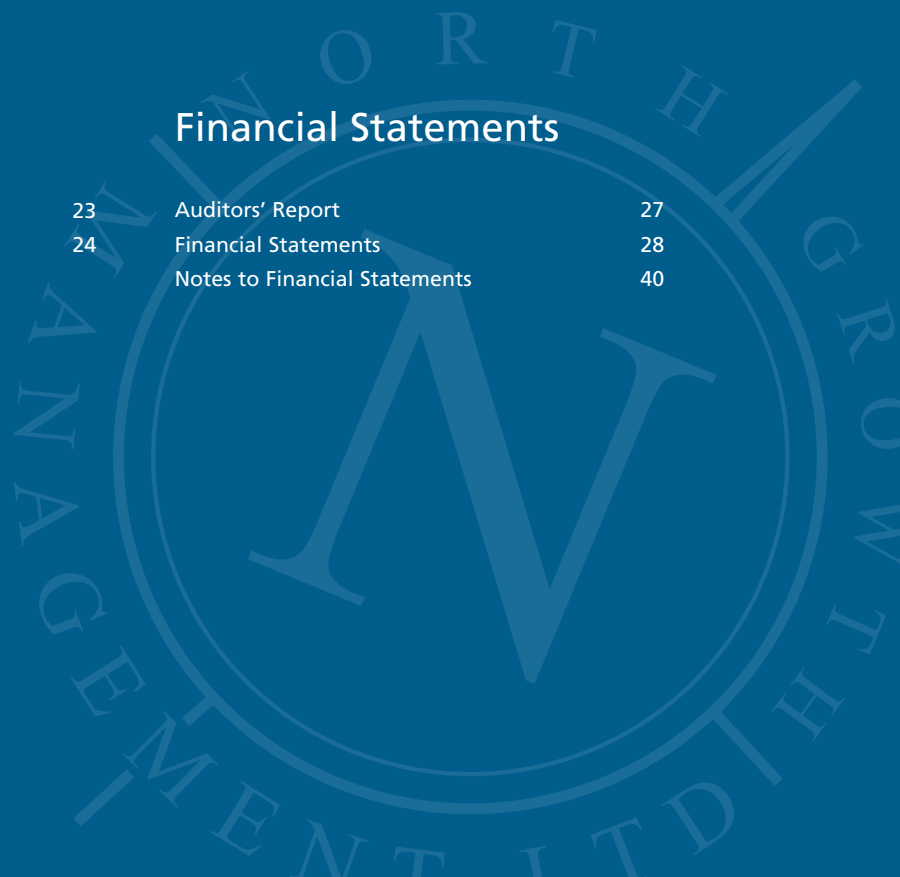 Financial Statements
23 Auditors’ Report 27
24 Financial Statements 28
Notes to Financial Statements 40
NORTH GROWTH MANAGEMENT LTD
N